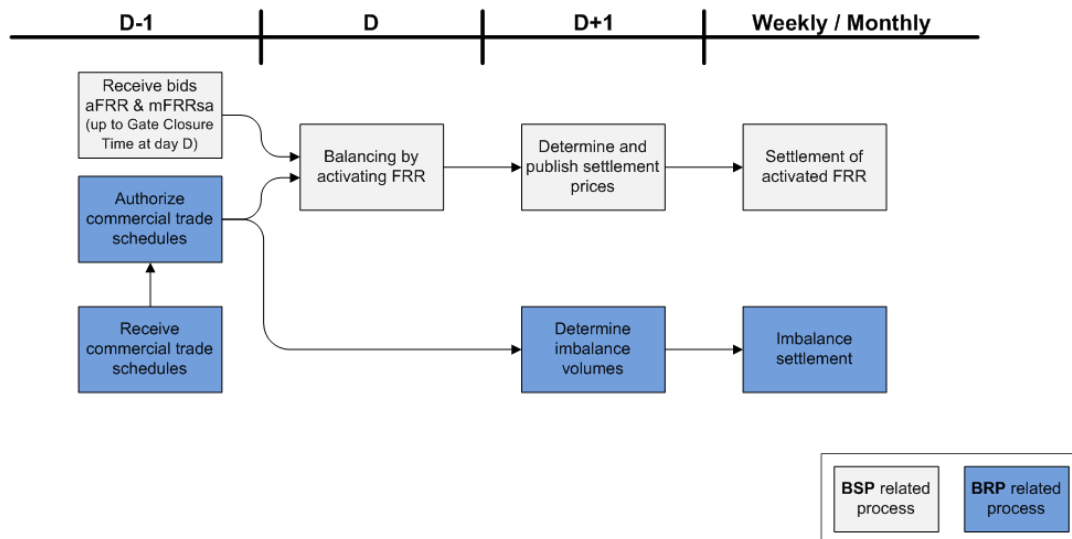 D-1
D
D+1
Weekly / Monthly
Receive bids
aFRR & mFRRsa
(up to Gate Closure
Time at day D)
Balancing by
activating FRR
Determine and
publish settlement
prices
Settlement of
activated FRR
Authorize
commercial trade
schedules
Receive
commercial trade
schedules
Determine
imbalance
volumes
Imbalance
settlement
BSP related
process
BRP related
process